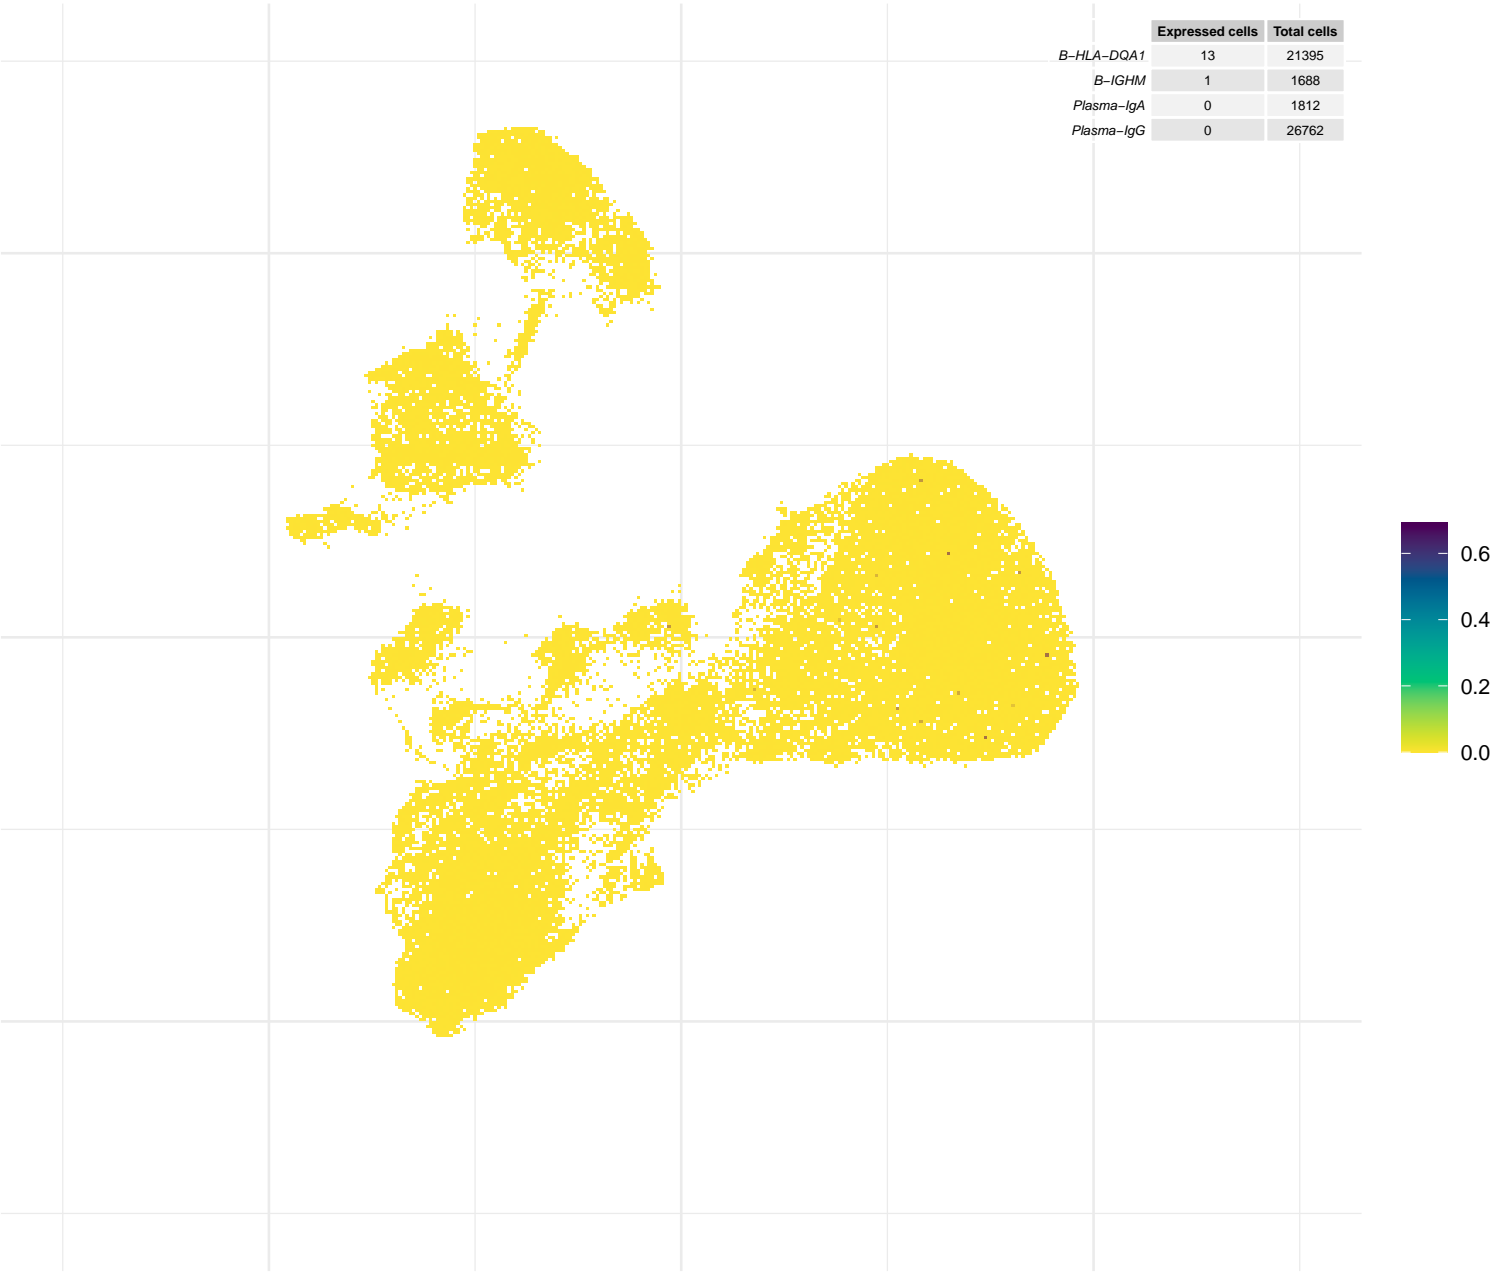 Expressed cells Total cells
B−HLA−DQA1 13 21395
B−IGHM 1 1688
Plasma−IgA 0 1812
Plasma−IgG 0 26762
0.6
0.4
0.2
0.0